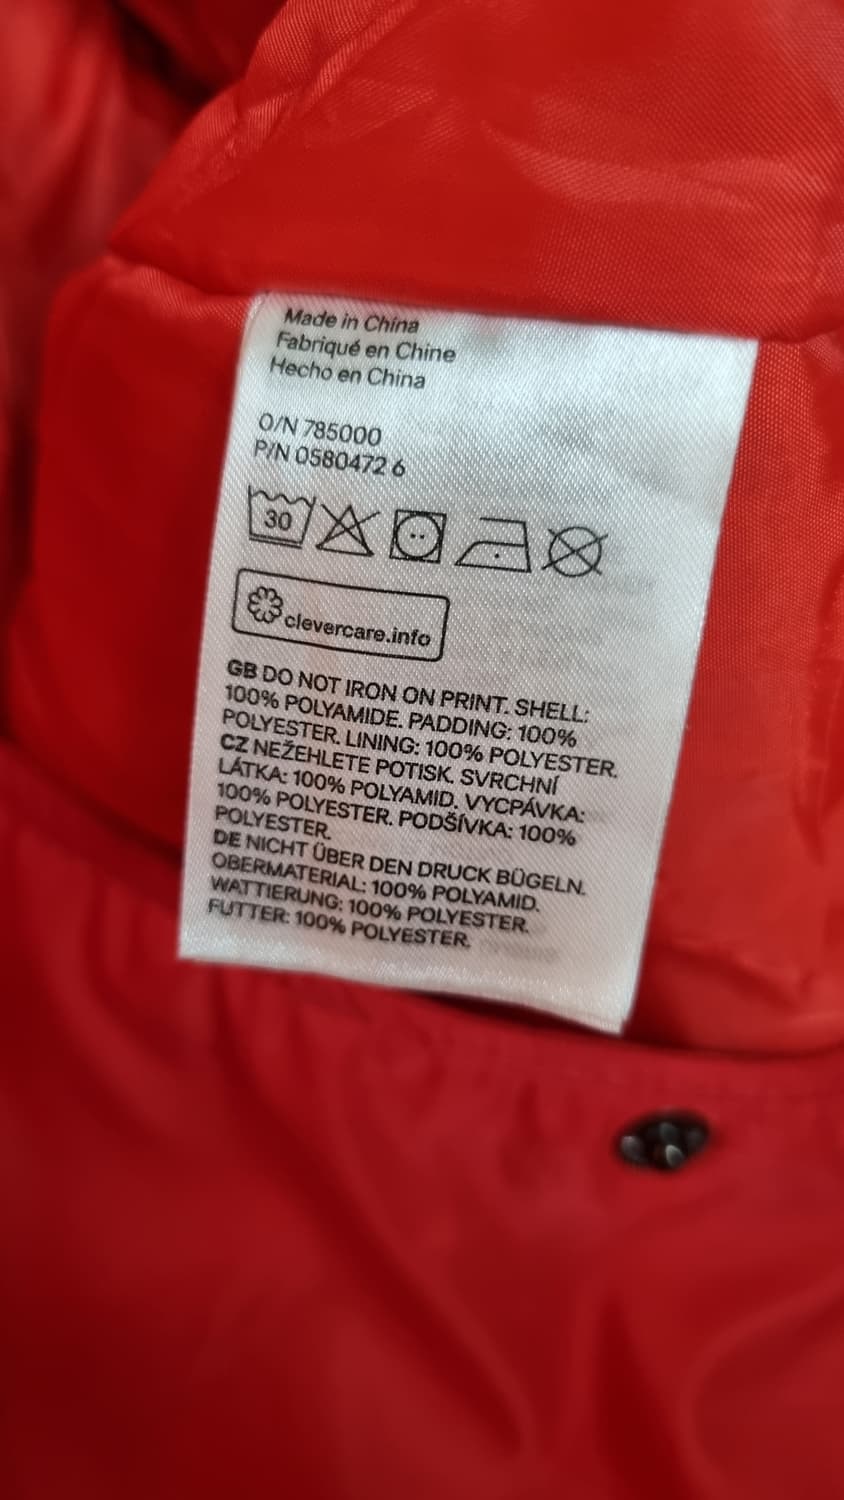 Made in China
Fabriqué en Chine
Hecho en China
O/N 785000
P/N 0580472 6
30
clevercare.info
GB DO NOT IRON ON PRINT. SHELL:
100% POLYAMIDE. PADDING: 100%
POLYESTER. LINING: 100% POLYESTER.
CZ NEŽEHLETE POTISK. SVRCHNÍ
LÁTKA: 100% POLYAMID. VYCPÁVKA:
100% POLYESTER. PODŠÍVKA: 100%
POLYESTER.
DE NICHT ÜBER DEN DRUCK BÜGELN.
OBERMATERIAL: 100% POLYAMID.
WATTIERUNG: 100% POLYESTER.
FUTTER: 100% POLYESTER.